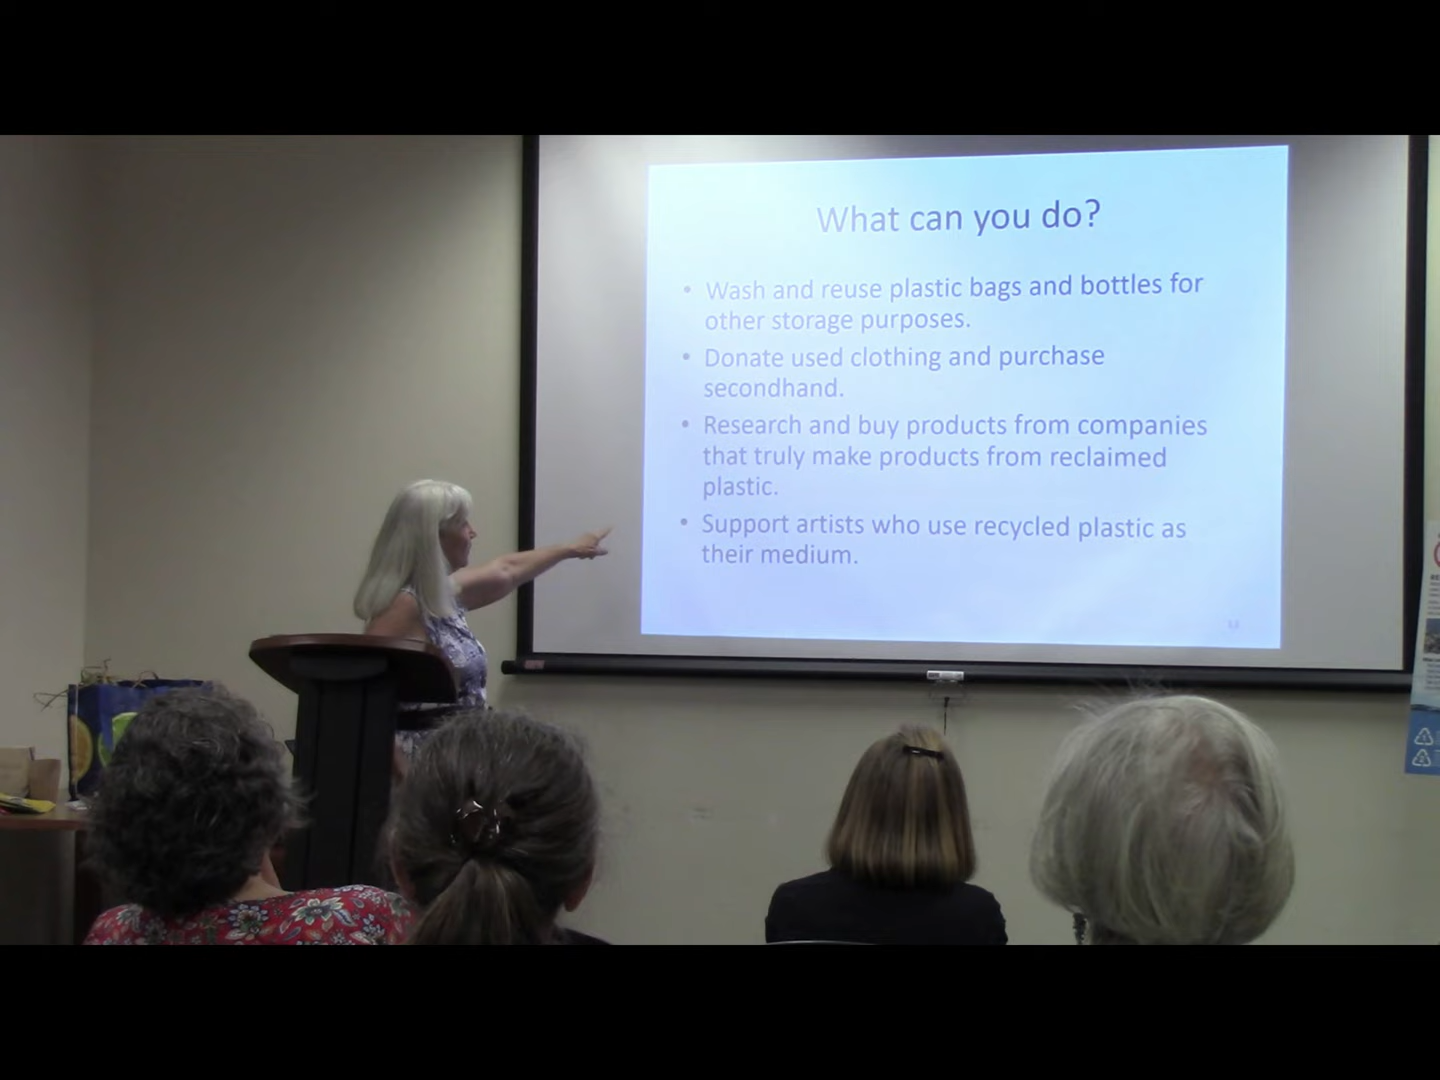 What can you do?
• Wash and reuse plastic bags and bottles for
other storage purposes.
• Donate used clothing and purchase
secondhand.
• Research and buy products from companies
that truly make products from reclaimed
plastic.
• Support artists who use recycled plastic as
their medium.